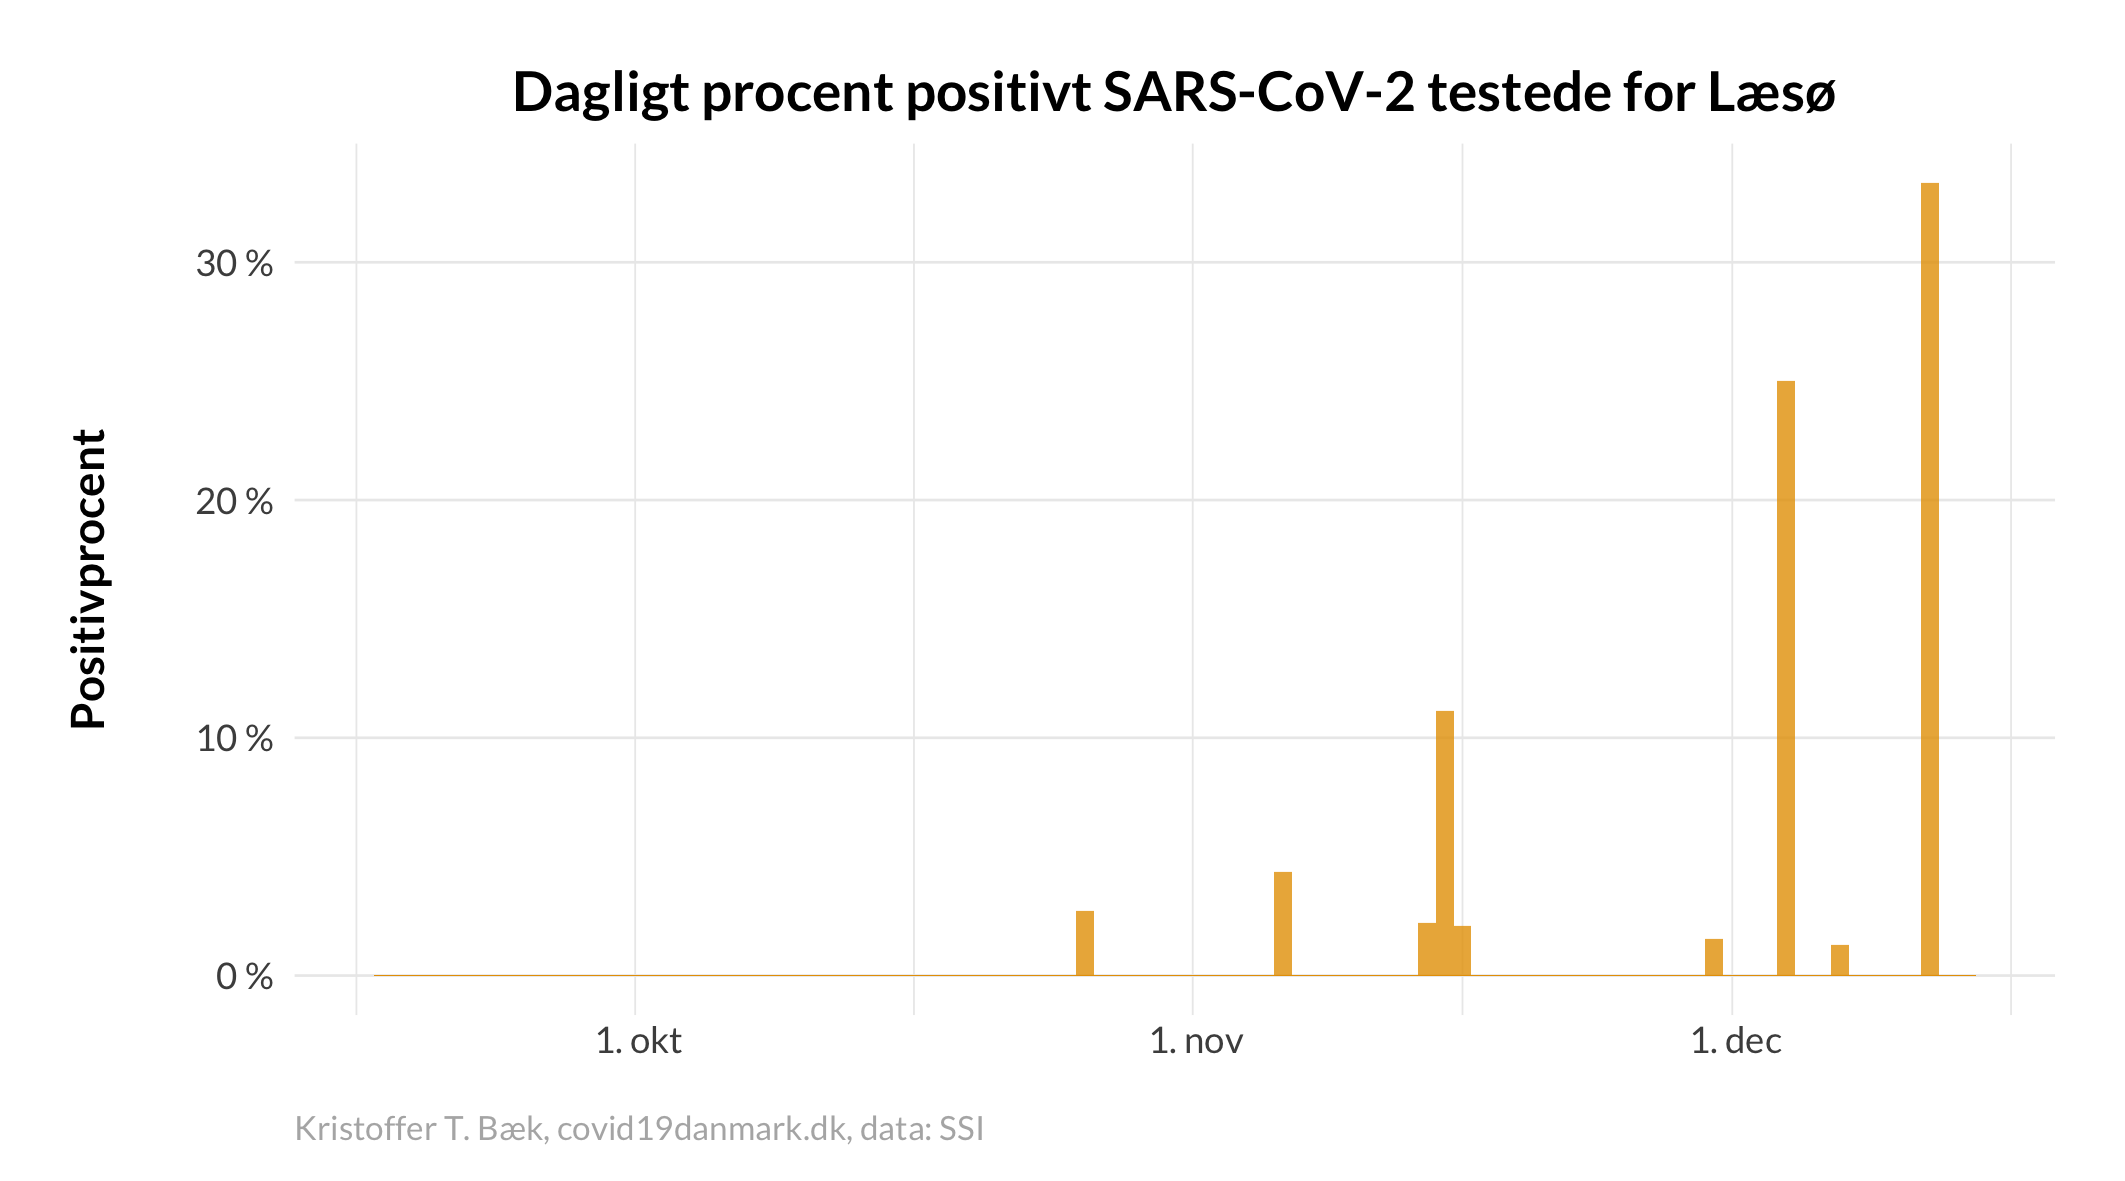 Dagligt procent positivt SARS-CoV-2 testede for Læsø
Positivprocent
30 %
20 %
10 %
0 %
1. okt
1. nov
1. dec
Kristoffer T. Bæk, covid19danmark.dk, data: SSI